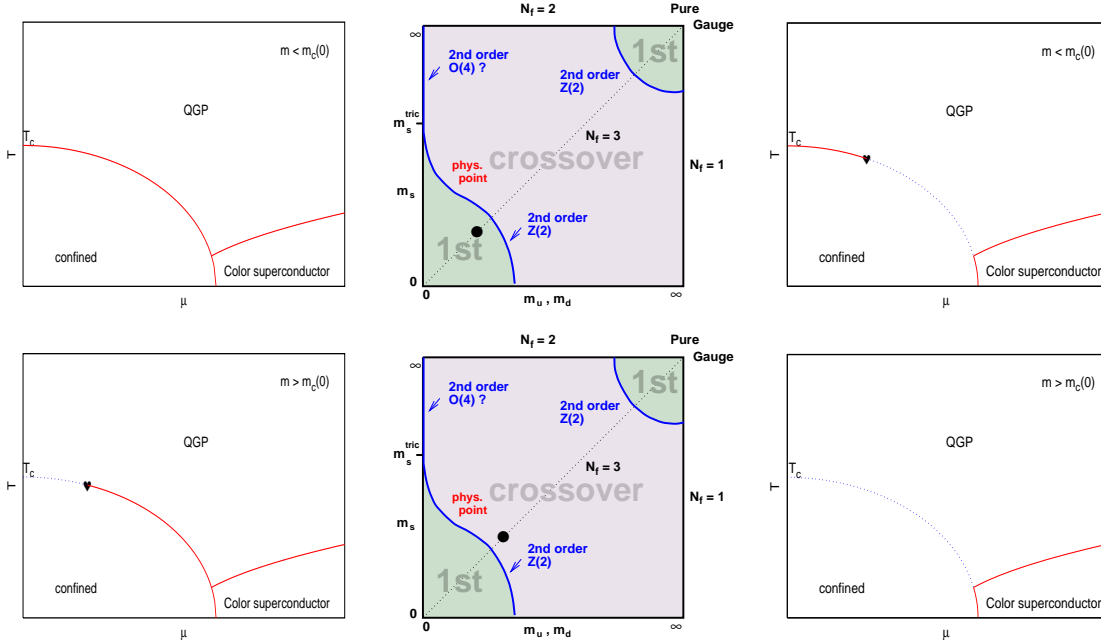 m < m_c(0)
QGP
T_c
T
confined
Color superconductor
μ
N_f = 2
Pure
Gauge
∞
1st
2nd order
O(4) ?
2nd order
Z(2)
m_s^tric
N_f = 3
crossover
phys.
point
N_f = 1
m_s
2nd order
Z(2)
1st
0
0
m_u , m_d
∞
m < m_c(0)
QGP
T_c
T
confined
Color superconductor
μ
m > m_c(0)
QGP
T_c
T
confined
Color superconductor
μ
N_f = 2
Pure
Gauge
∞
1st
2nd order
O(4) ?
2nd order
Z(2)
m_s^tric
N_f = 3
crossover
phys.
point
N_f = 1
m_s
2nd order
Z(2)
1st
0
0
m_u , m_d
∞
m > m_c(0)
QGP
T_c
T
confined
Color superconductor
μ